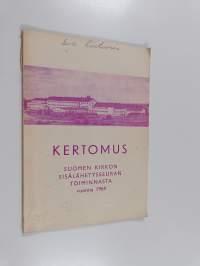 KERTOMUS
SUOMEN KIRKON
SISÄLÄHETYSSEURAN
TOIMINNASTA
vuonna 1969